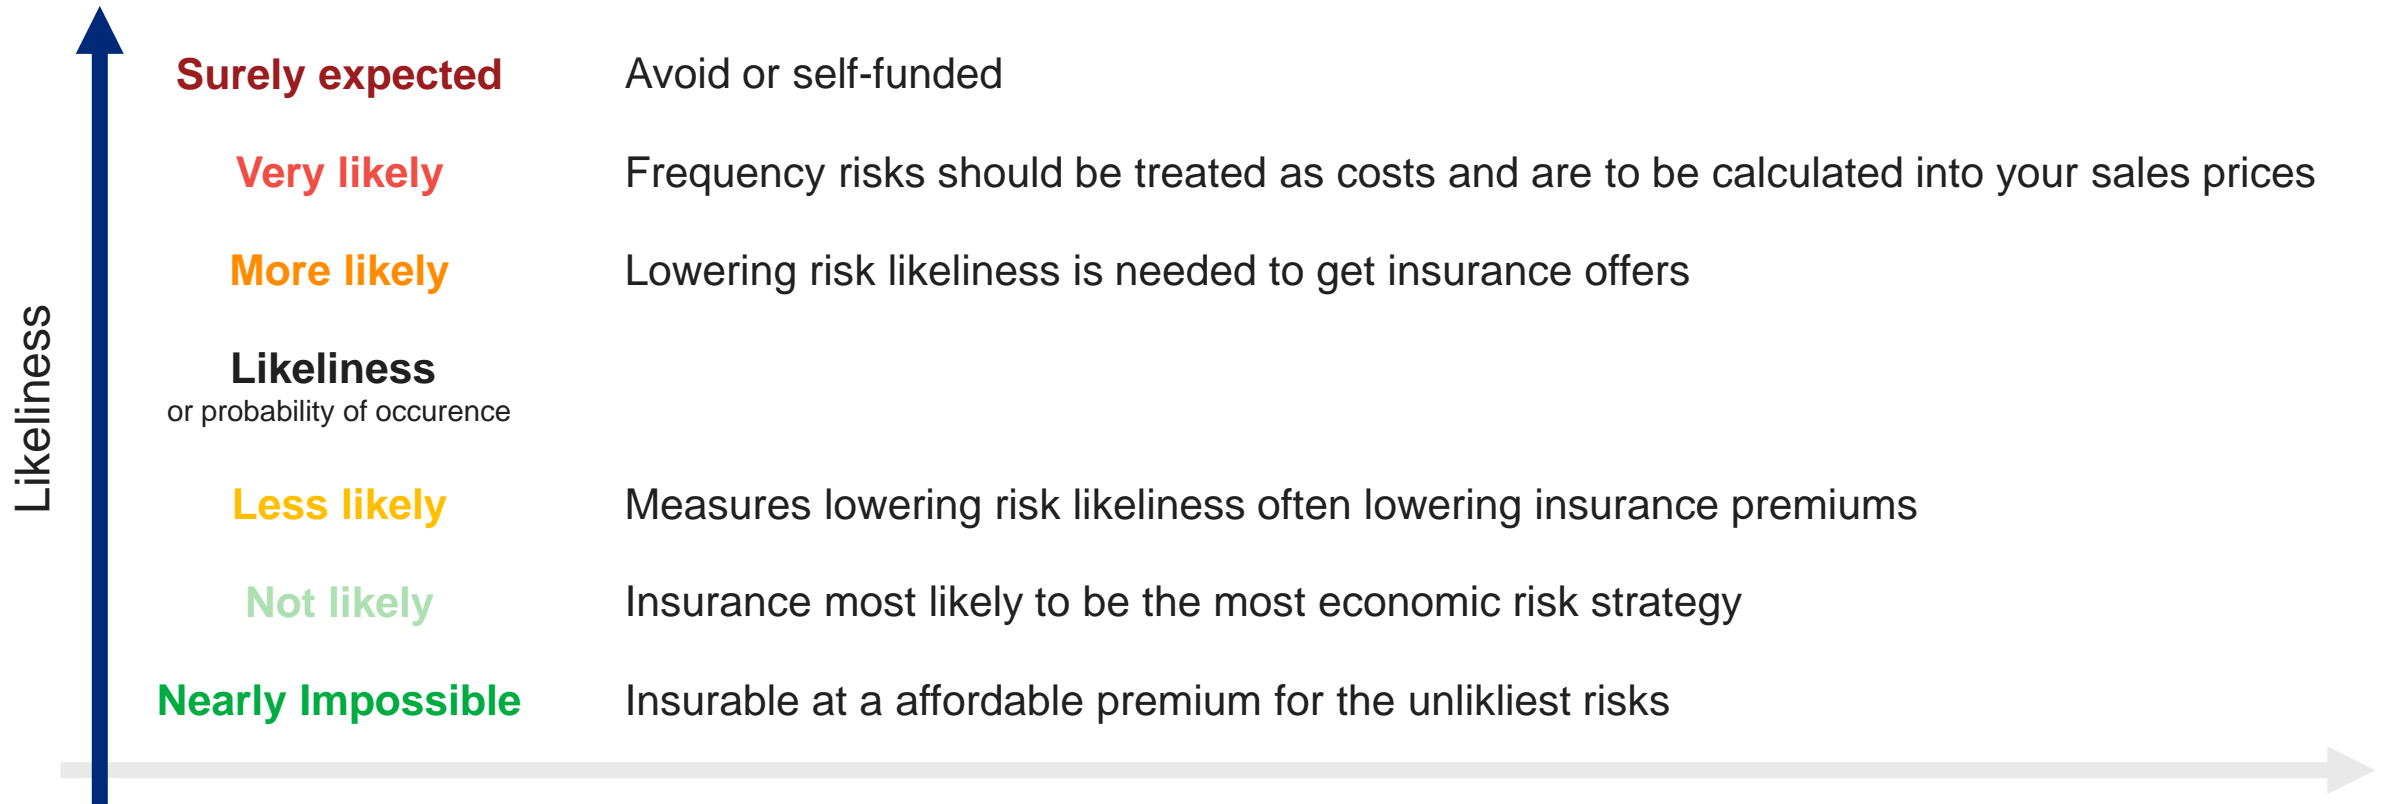 Likeliness
Surely expected
Avoid or self-funded
Very likely
Frequency risks should be treated as costs and are to be calculated into your sales prices
More likely
Lowering risk likeliness is needed to get insurance offers
Likeliness
or probability of occurence
Less likely
Measures lowering risk likeliness often lowering insurance premiums
Not likely
Insurance most likely to be the most economic risk strategy
Nearly Impossible
Insurable at a affordable premium for the unlikliest risks